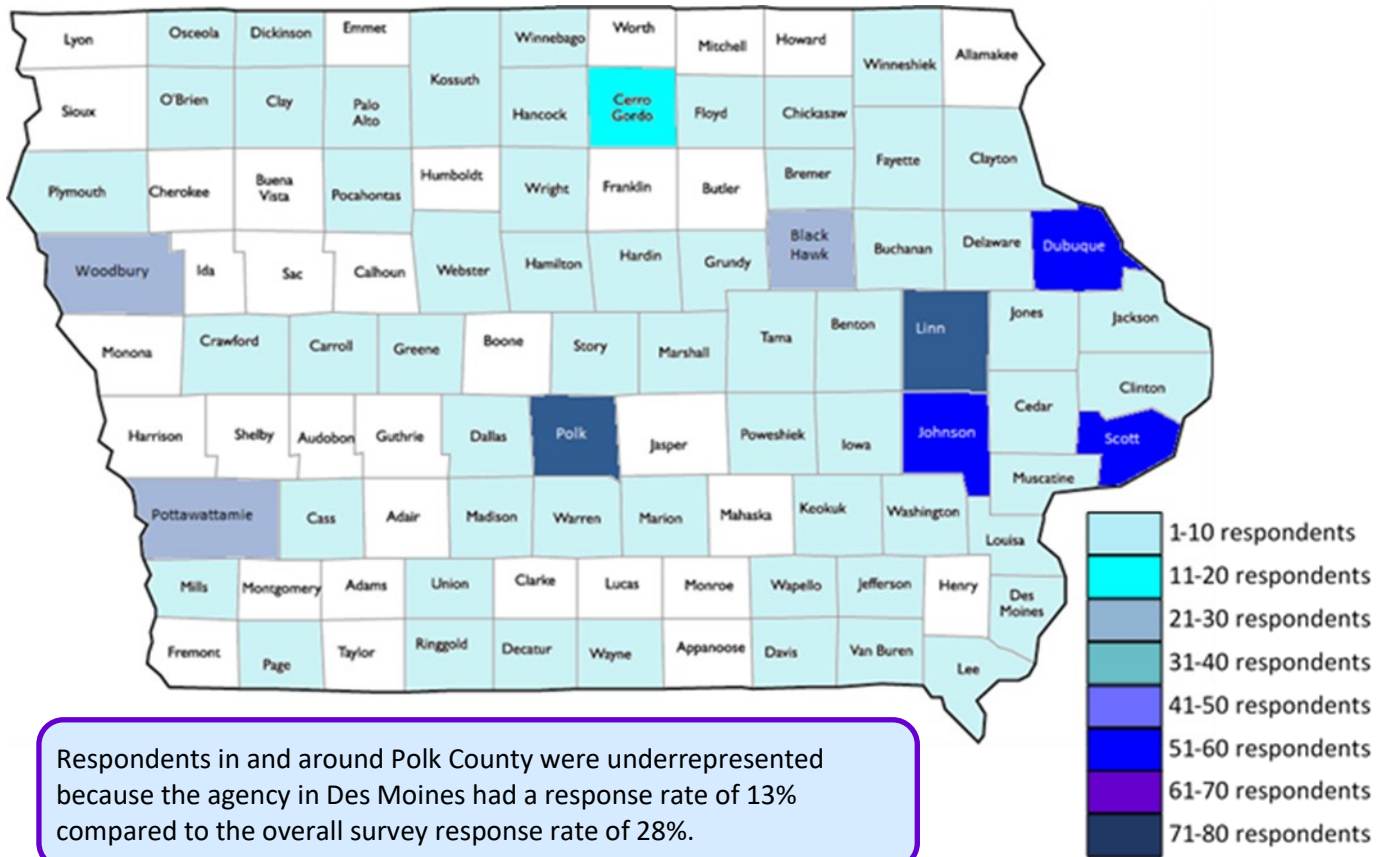 Lyon
Osceola
Dickinson
Emmet
Winnebago
Worth
Mitchell
Howard
Winneshiek
Allamakee
Sioux
O'Brien
Clay
Palo
Alto
Kossuth
Hancock
Cerro
Gordo
Floyd
Chickasaw
Plymouth
Cherokee
Buena
Vista
Pocahontas
Humboldt
Wright
Franklin
Butler
Bremer
Fayette
Clayton
Woodbury
Ida
Sac
Calhoun
Webster
Hamilton
Hardin
Grundy
Black
Hawk
Buchanan
Delaware
Dubuque
Monona
Crawford
Carroll
Greene
Boone
Story
Marshall
Tama
Benton
Linn
Jones
Jackson
Clinton
Harrison
Shelby
Audobon
Guthrie
Dallas
Polk
Jasper
Poweshiek
Iowa
Johnson
Cedar
Scott
Muscatine
Pottawattamie
Cass
Adair
Madison
Warren
Marion
Mahaska
Keokuk
Washington
Louisa
Mills
Montgomery
Adams
Union
Clarke
Lucas
Monroe
Wapello
Jefferson
Henry
Des
Moines
Fremont
Page
Taylor
Ringgold
Decatur
Wayne
Appanoose
Davis
Van Buren
Lee
1-10 respondents
11-20 respondents
21-30 respondents
31-40 respondents
41-50 respondents
51-60 respondents
61-70 respondents
71-80 respondents
Respondents in and around Polk County were underrepresented
because the agency in Des Moines had a response rate of 13%
compared to the overall survey response rate of 28%.